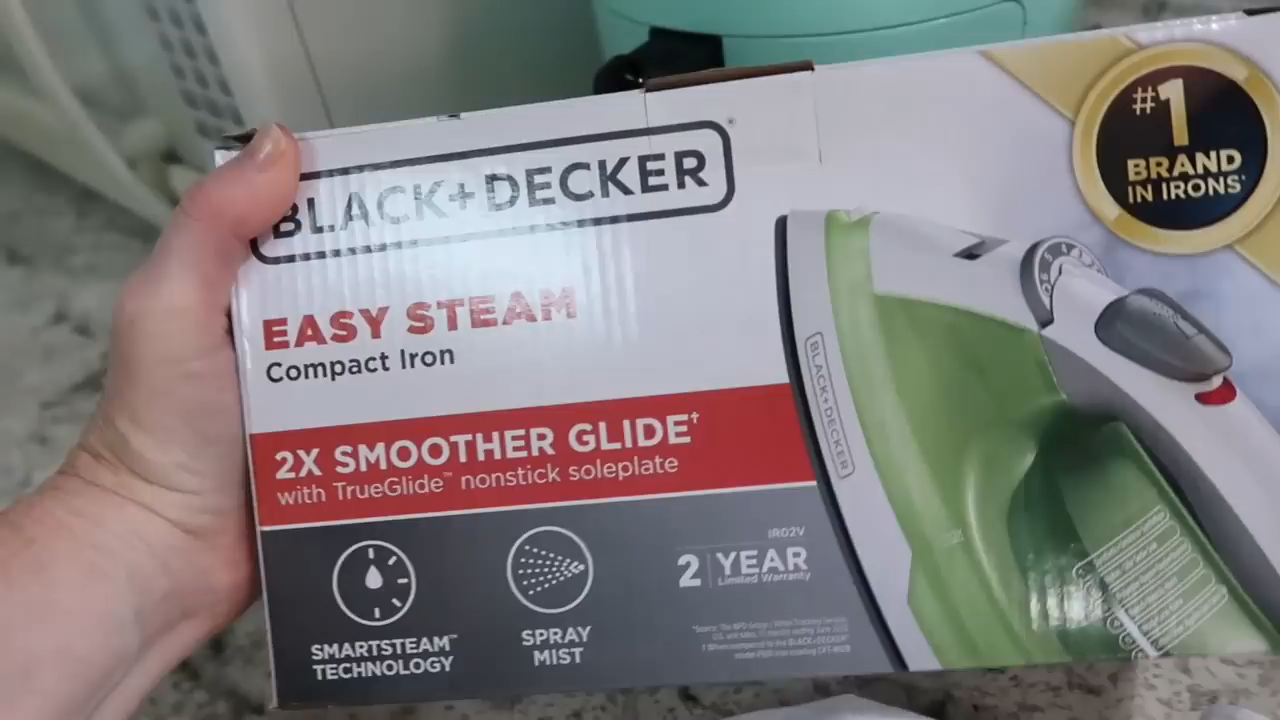 BLACK+DECKER
EASY STEAM
Compact Iron
2X SMOOTHER GLIDE†
with TrueGlide™ nonstick soleplate
SMARTSTEAM™
TECHNOLOGY
SPRAY
MIST
IR02V
2 YEAR
Limited Warranty
#1
BRAND
IN IRONS*
BLACK+DECKER